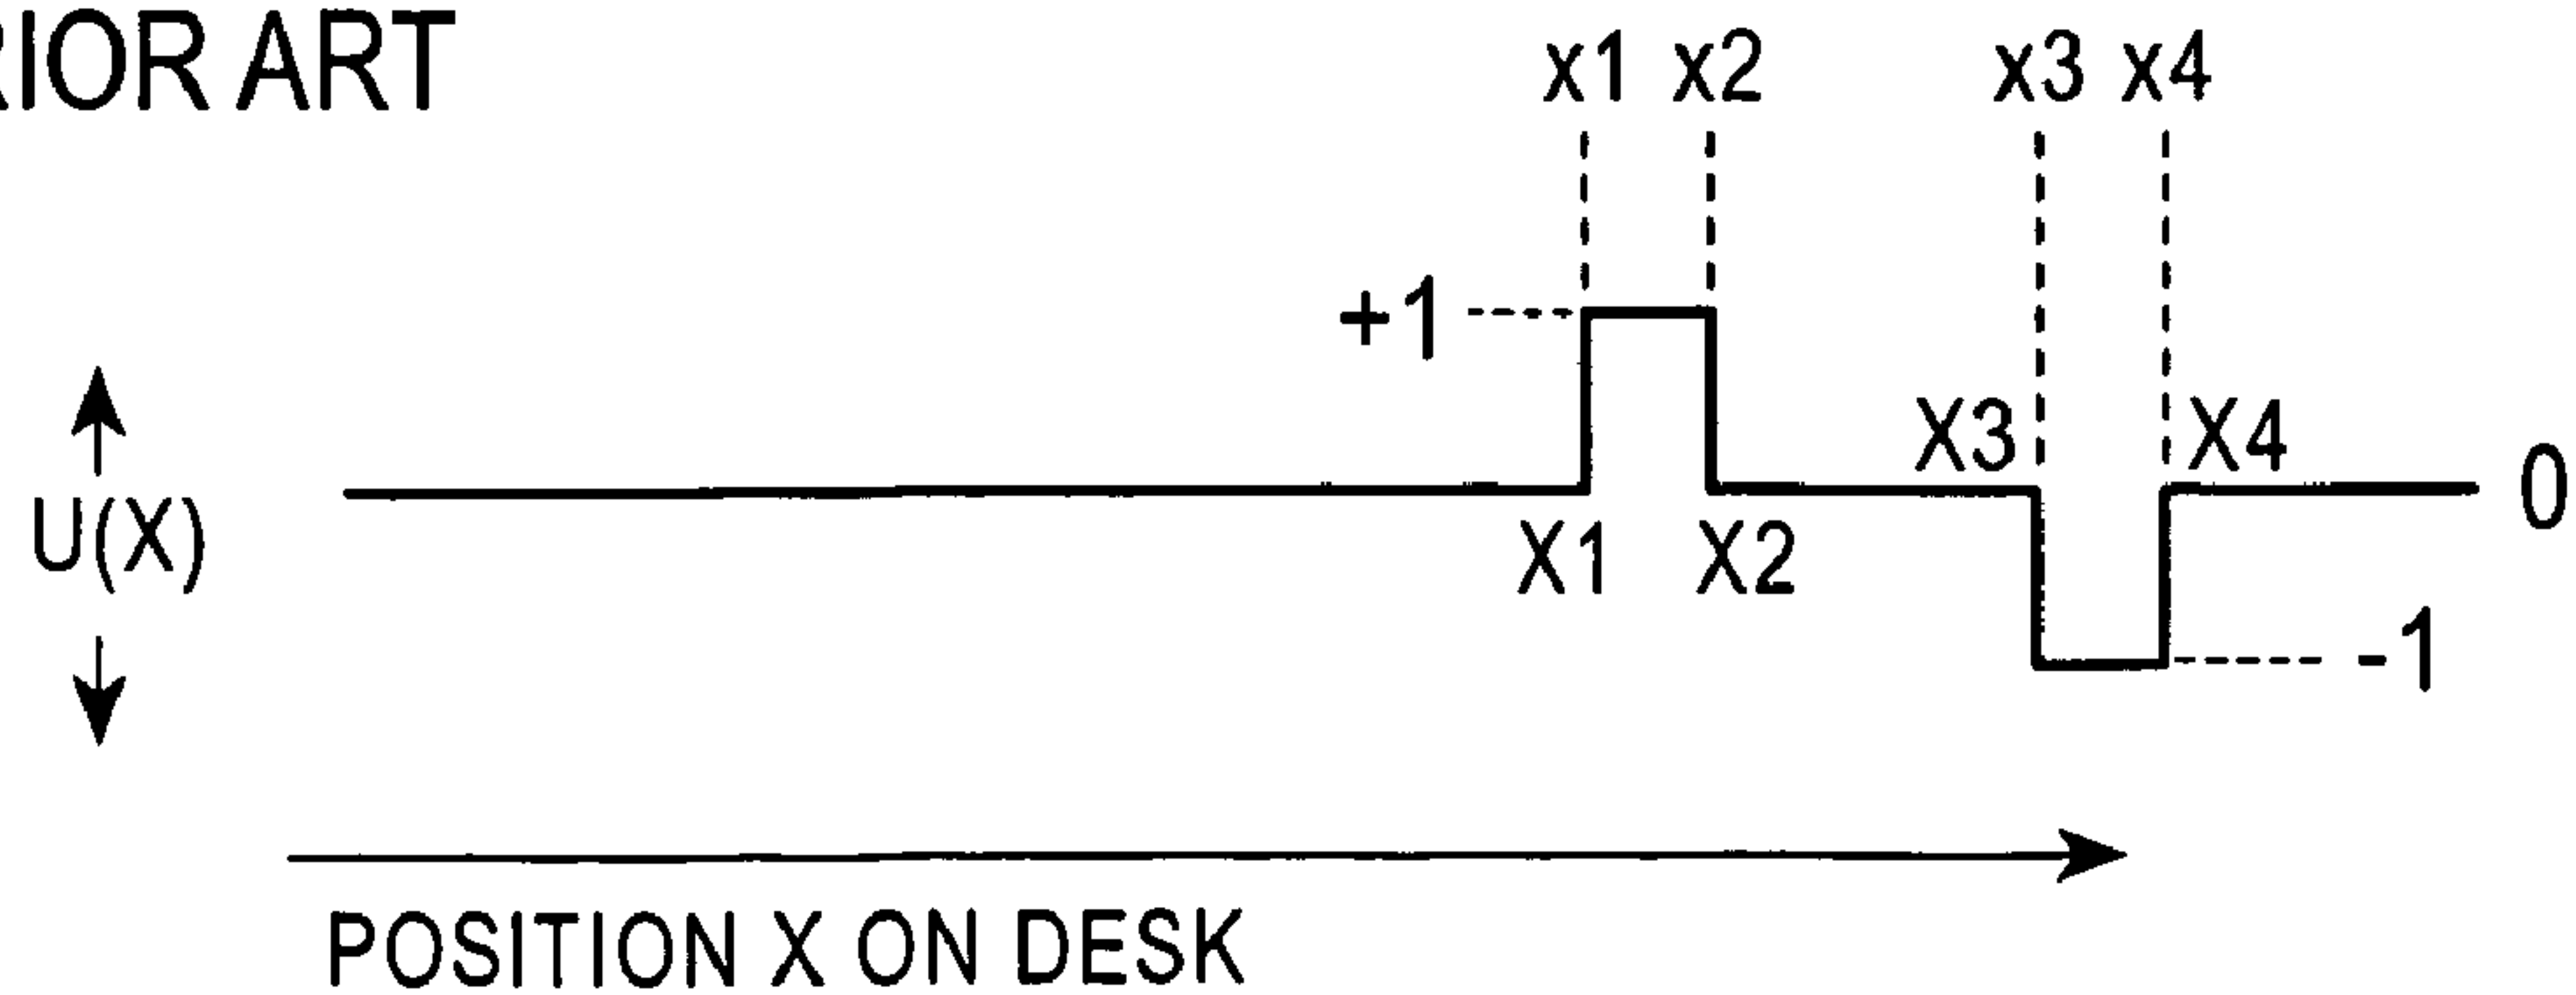 RIOR ART
x1 x2 x3 x4
+1
X3 X4
U(X)
0
X1 X2
-1
POSITION X ON DESK